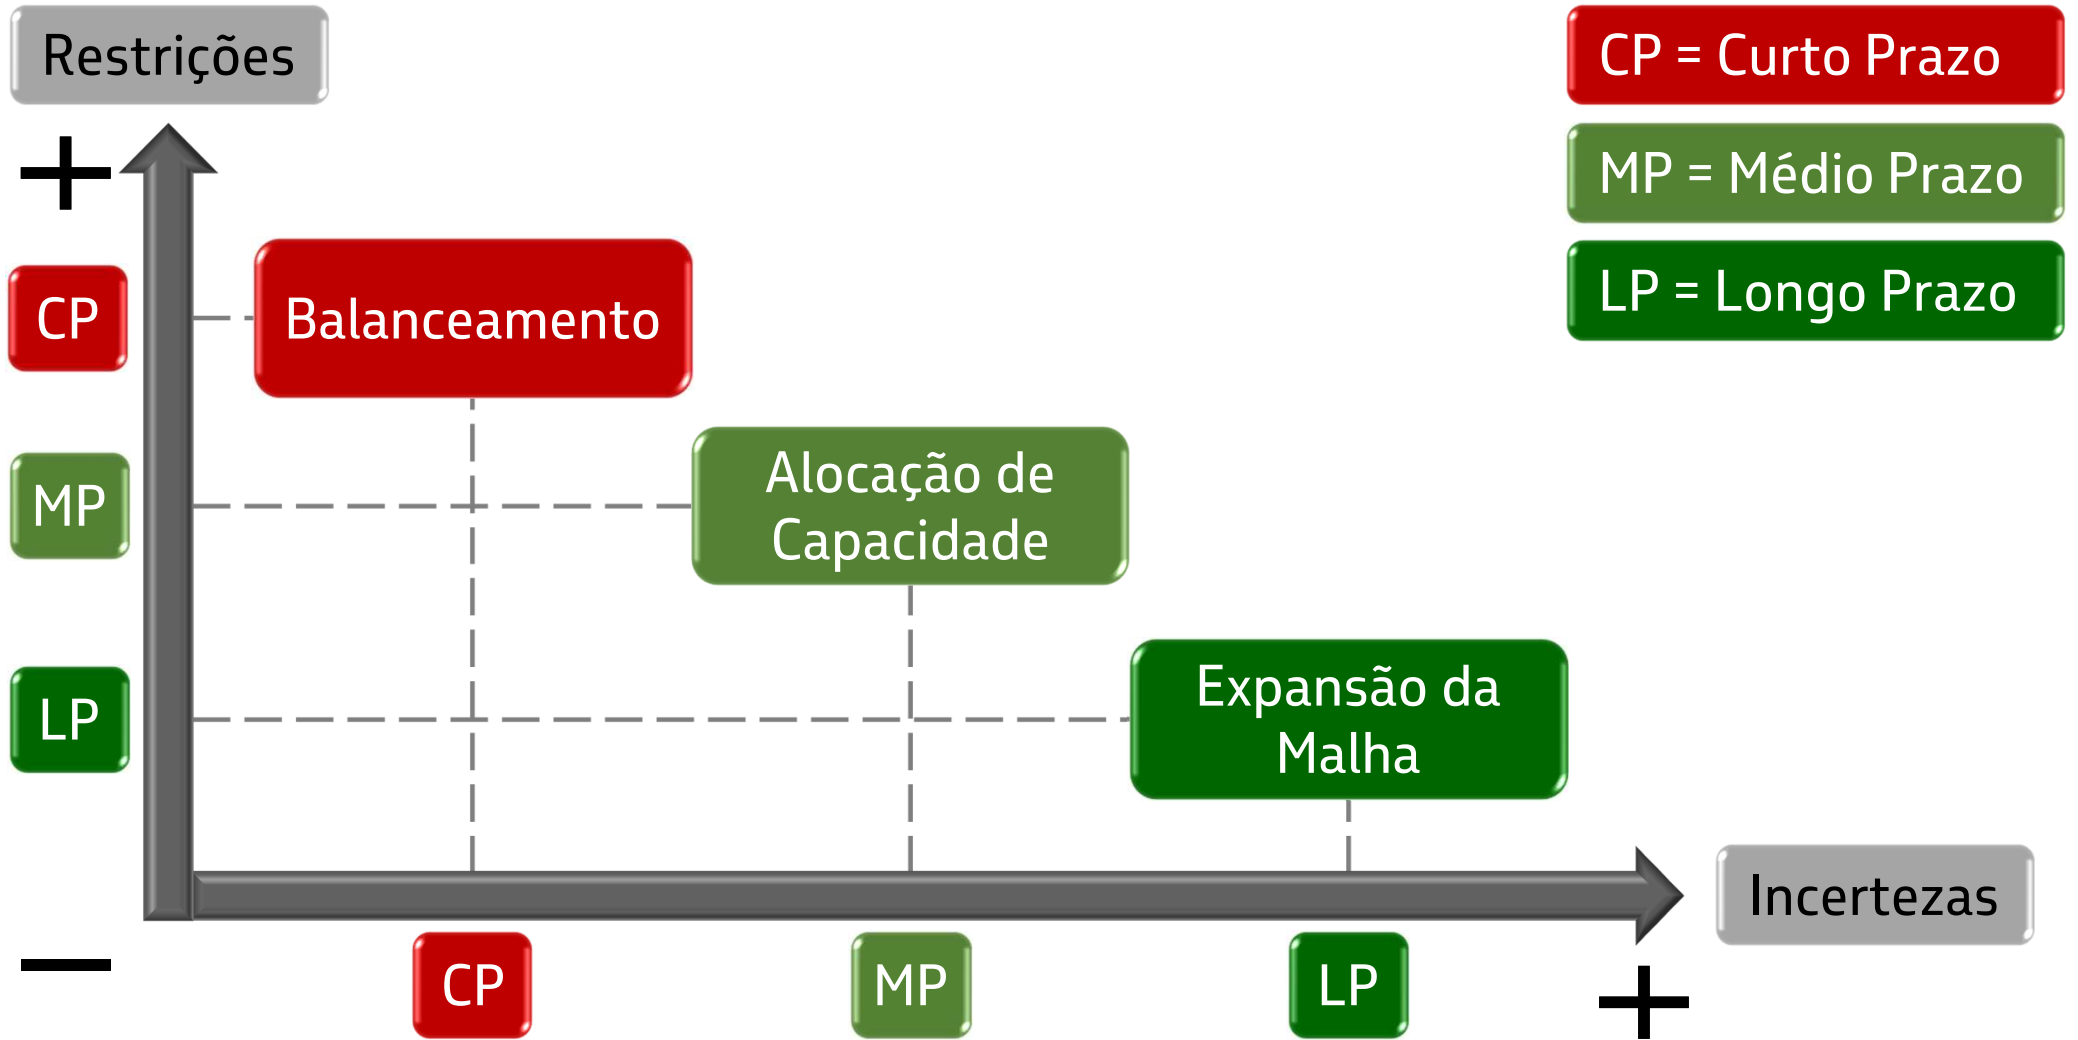 Restrições
CP = Curto Prazo
MP = Médio Prazo
LP = Longo Prazo
+
CP
Balanceamento
MP
Alocação de
Capacidade
LP
Expansão da
Malha
Incertezas
—
CP
MP
LP
+